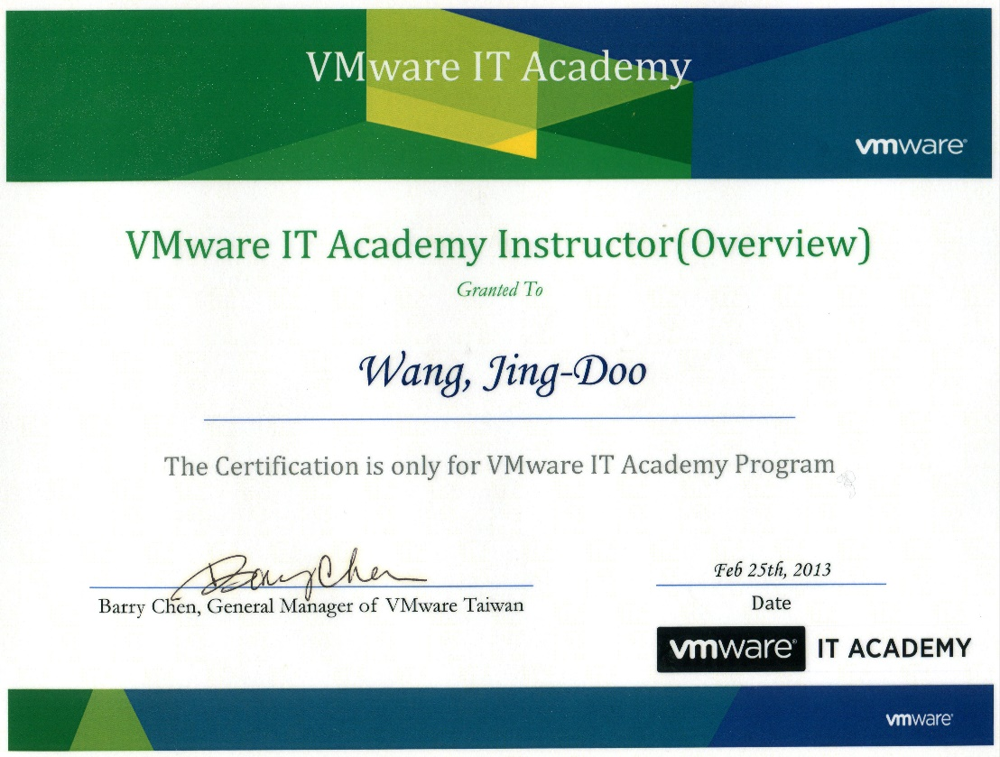 VMware IT Academy
vmware®
VMware IT Academy Instructor(Overview)
Granted To
Wang, Jing-Doo
The Certification is only for VMware IT Academy Program
Barry Chen
Feb 25th, 2013
Barry Chen, General Manager of VMware Taiwan
Date
vmware® IT ACADEMY
vmware®